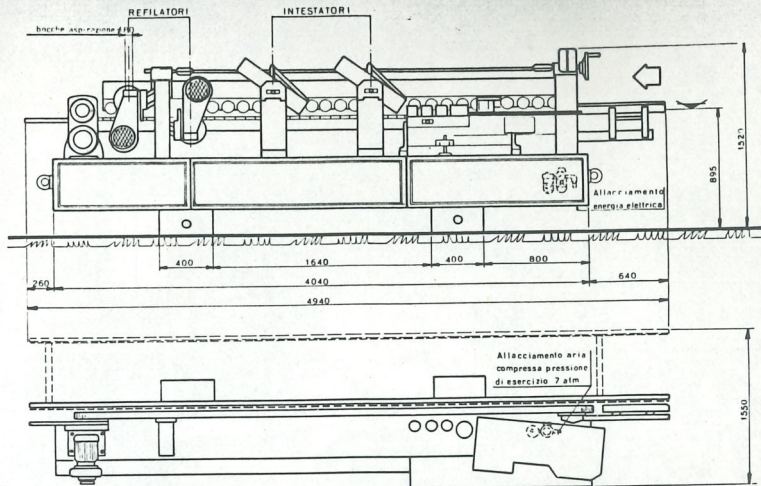 REFILATORI
INTESTATORI
bocche aspirazione
1520
895
Allacciamento
energia elettrica
400
1640
400
800
260
4040
640
4940
Allacciamento aria
compressa pressione
di esercizio 7 atm
1550